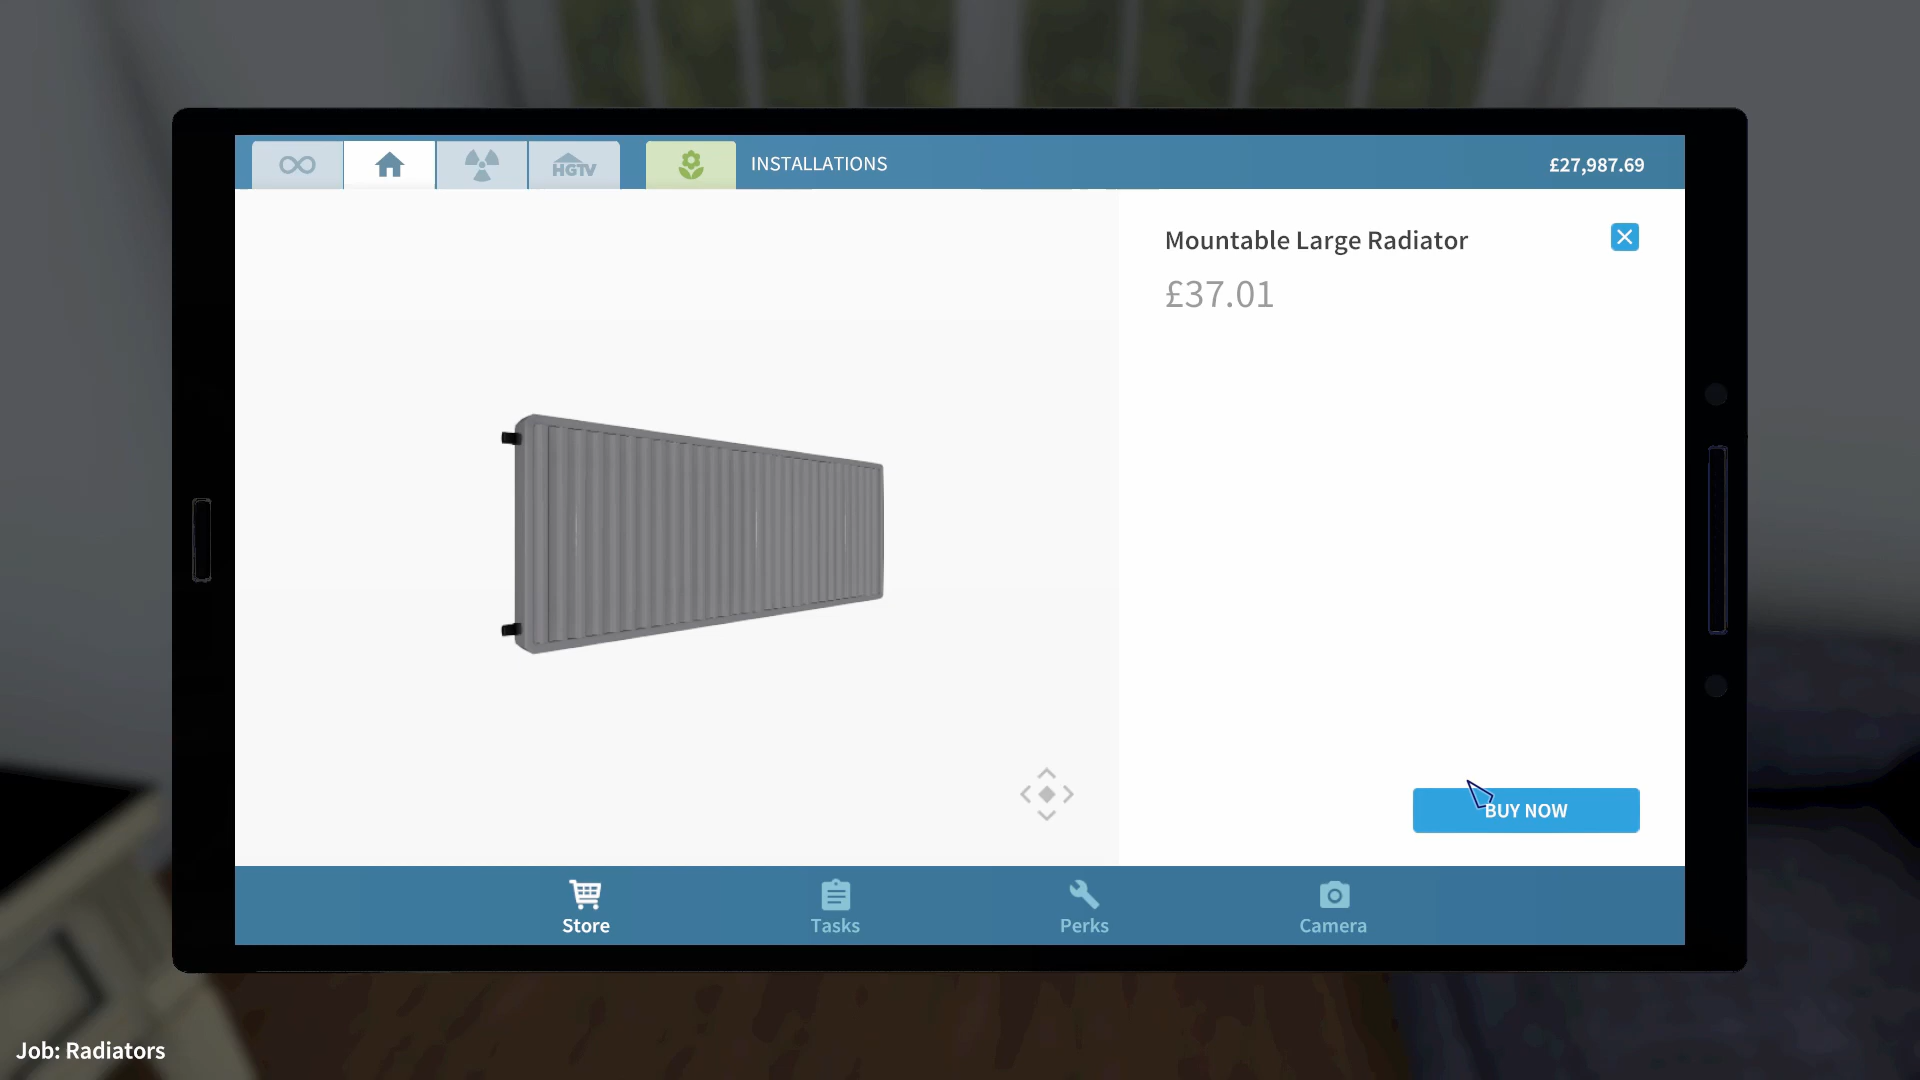 HGTV
INSTALLATIONS
£27,987.69
Mountable Large Radiator
£37.01
BUY NOW
Store
Tasks
Perks
Camera
Job: Radiators